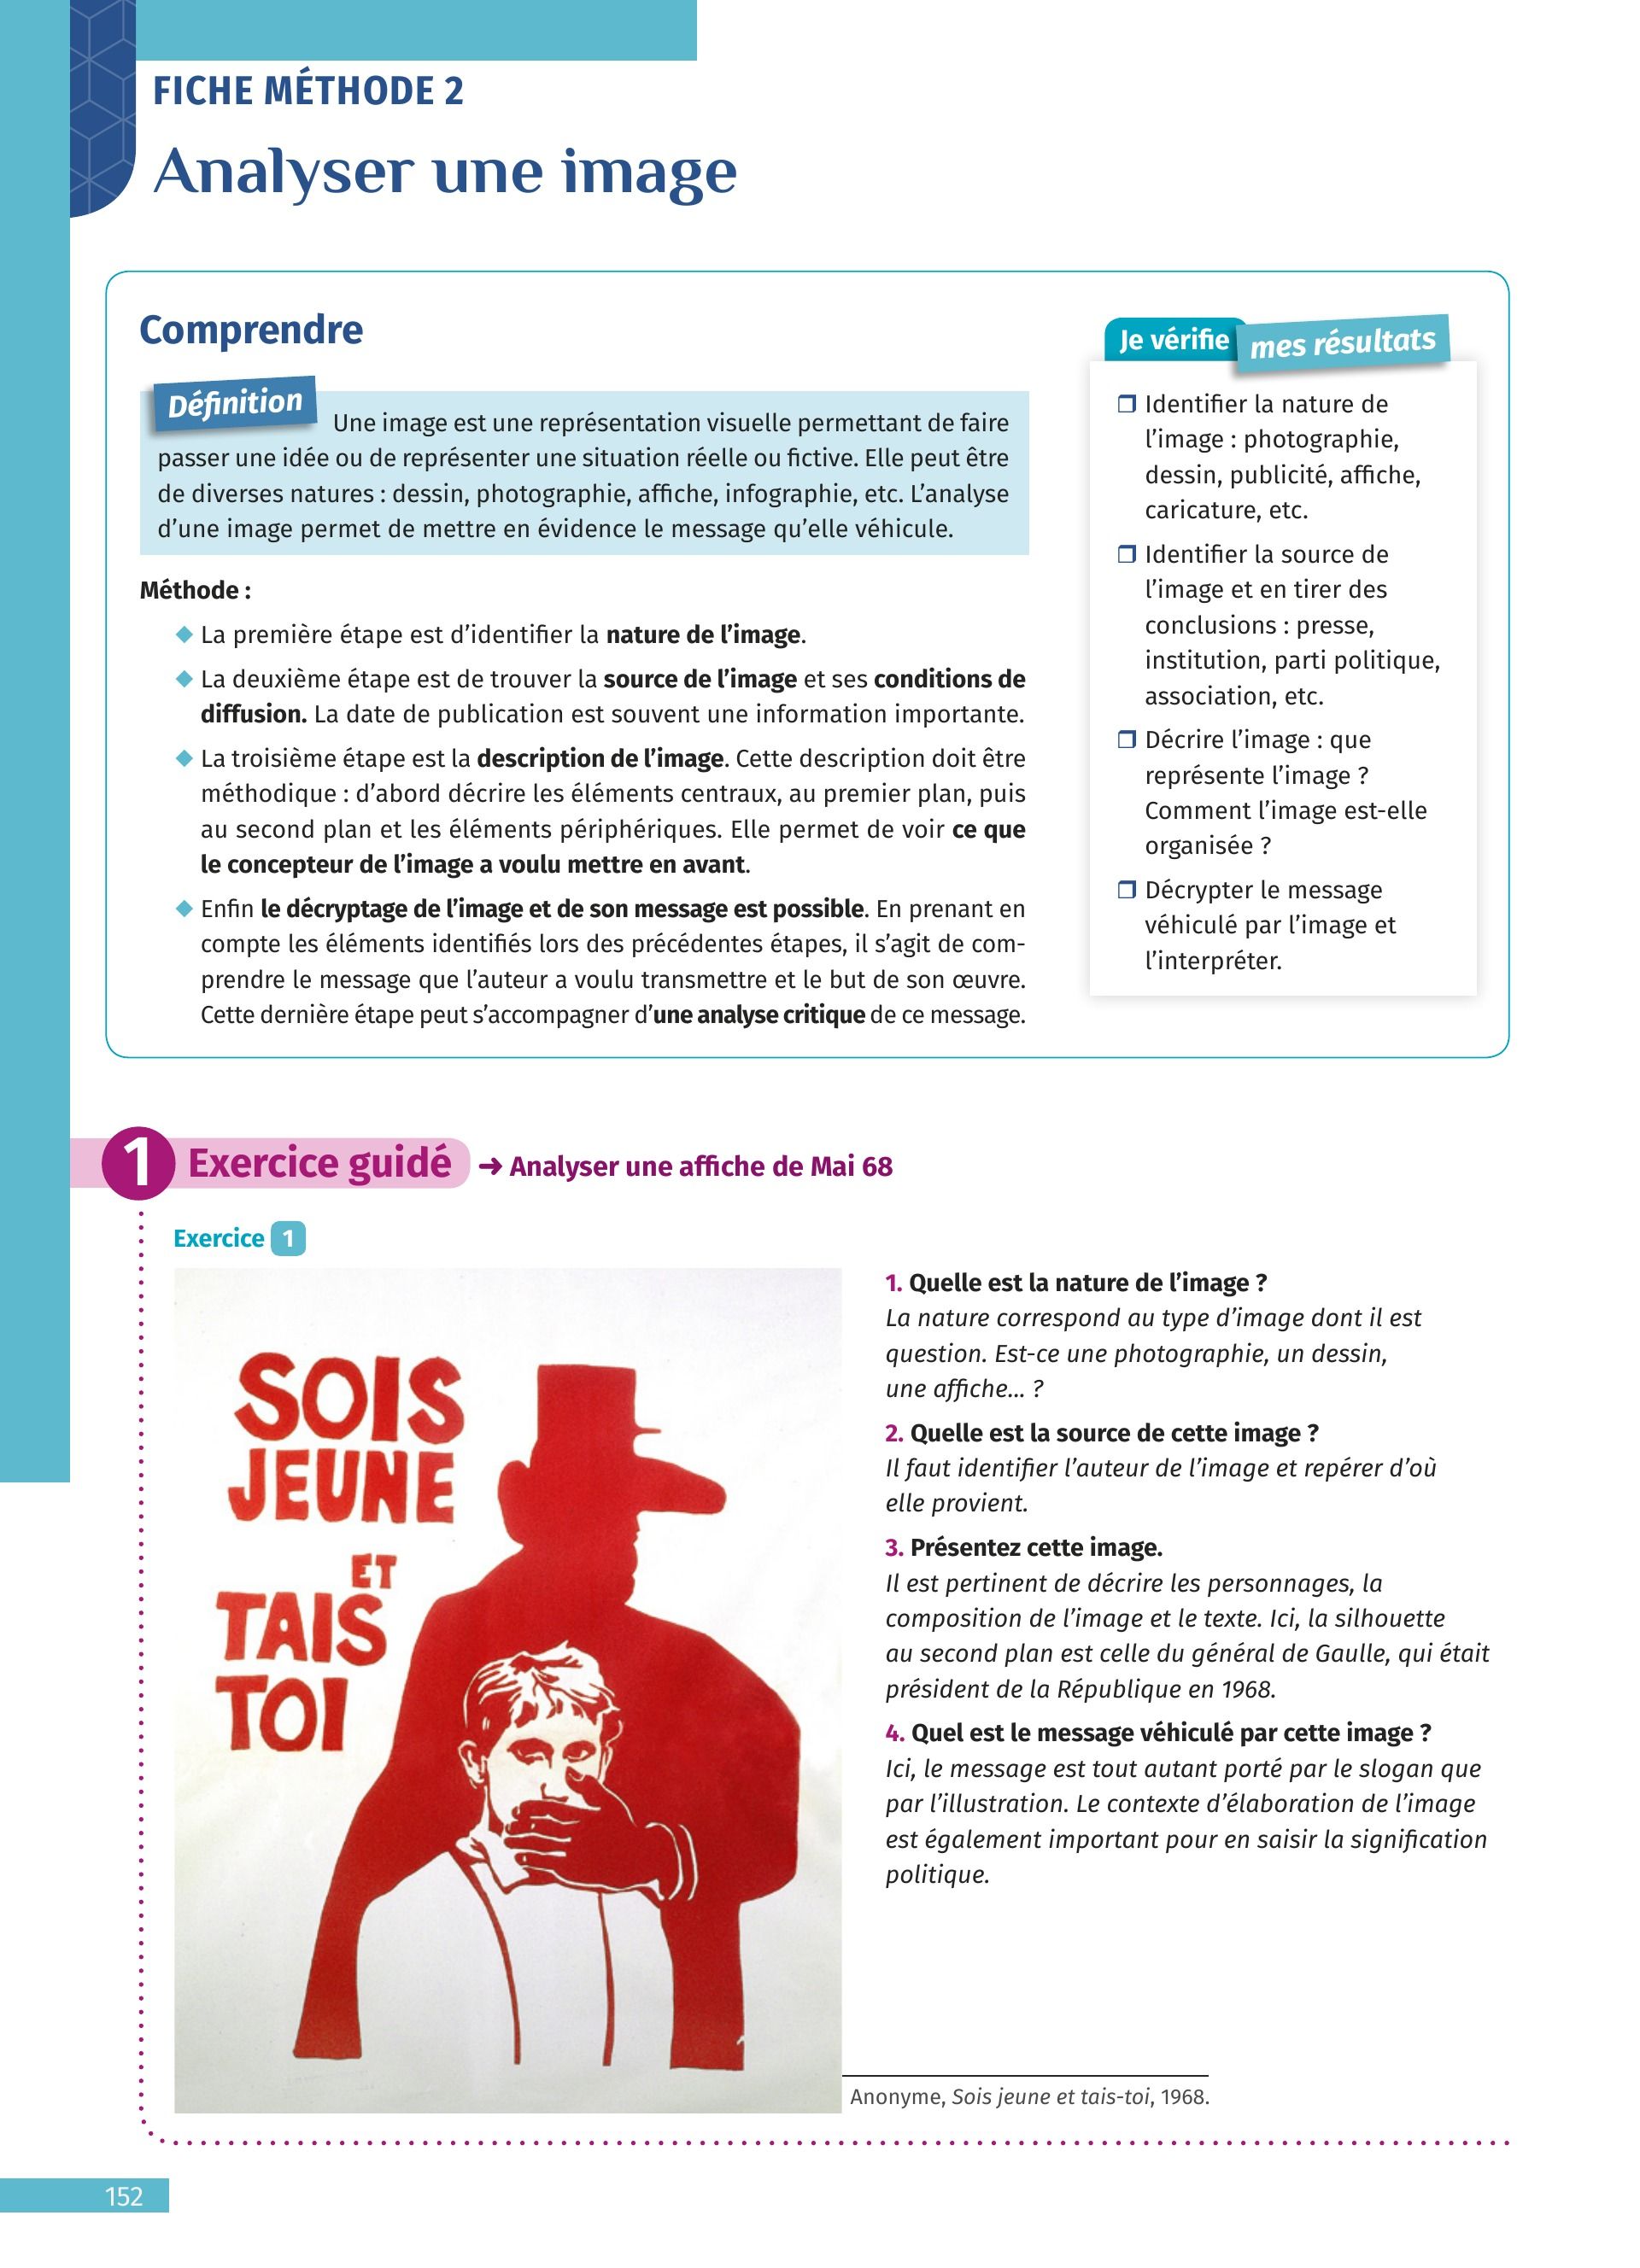 FICHE MÉTHODE 2
Analyser une image
Comprendre
Définition
Une image est une représentation visuelle permettant de faire
passer une idée ou de représenter une situation réelle ou fictive. Elle peut être
de diverses natures : dessin, photographie, affiche, infographie, etc. L’analyse
d’une image permet de mettre en évidence le message qu’elle véhicule.
Méthode :
◆ La première étape est d’identifier la nature de l’image.
◆ La deuxième étape est de trouver la source de l’image et ses conditions de
diffusion. La date de publication est souvent une information importante.
◆ La troisième étape est la description de l’image. Cette description doit être
méthodique : d’abord décrire les éléments centraux, au premier plan, puis
au second plan et les éléments périphériques. Elle permet de voir ce que
le concepteur de l’image a voulu mettre en avant.
◆ Enfin le décryptage de l’image et de son message est possible. En prenant en
compte les éléments identifiés lors des précédentes étapes, il s’agit de com-
prendre le message que l’auteur a voulu transmettre et le but de son œuvre.
Cette dernière étape peut s’accompagner d’une analyse critique de ce message.
Je vérifie mes résultats
❒ Identifier la nature de
l’image : photographie,
dessin, publicité, affiche,
caricature, etc.
❒ Identifier la source de
l’image et en tirer des
conclusions : presse,
institution, parti politique,
association, etc.
❒ Décrire l’image : que
représente l’image ?
Comment l’image est-elle
organisée ?
❒ Décrypter le message
véhiculé par l’image et
l’interpréter.
1 Exercice guidé ➜ Analyser une affiche de Mai 68
Exercice 1
SOIS
JEUNE
ET
TAIS
TOI
1. Quelle est la nature de l’image ?
La nature correspond au type d’image dont il est
question. Est-ce une photographie, un dessin,
une affiche... ?
2. Quelle est la source de cette image ?
Il faut identifier l’auteur de l’image et repérer d’où
elle provient.
3. Présentez cette image.
Il est pertinent de décrire les personnages, la
composition de l’image et le texte. Ici, la silhouette
au second plan est celle du général de Gaulle, qui était
président de la République en 1968.
4. Quel est le message véhiculé par cette image ?
Ici, le message est tout autant porté par le slogan que
par l’illustration. Le contexte d’élaboration de l’image
est également important pour en saisir la signification
politique.
Anonyme, Sois jeune et tais-toi, 1968.
152